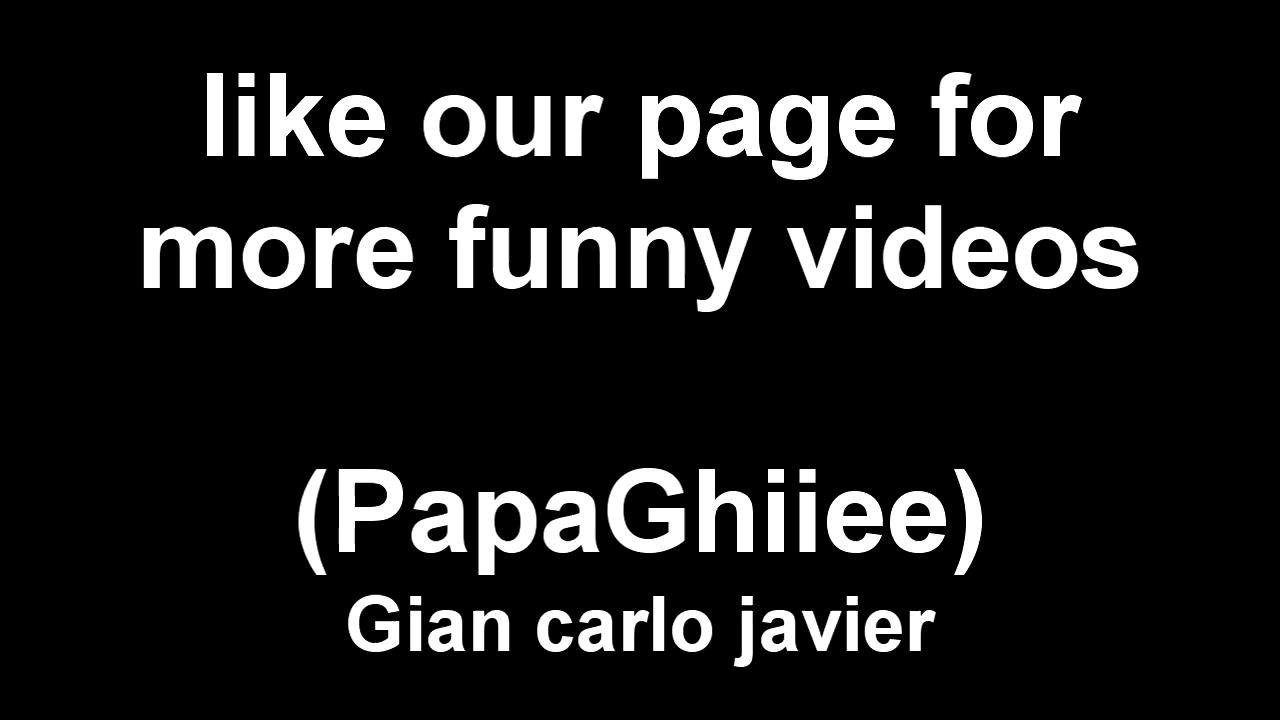 like our page for
more funny videos
(PapaGhiiee)
Gian carlo javier